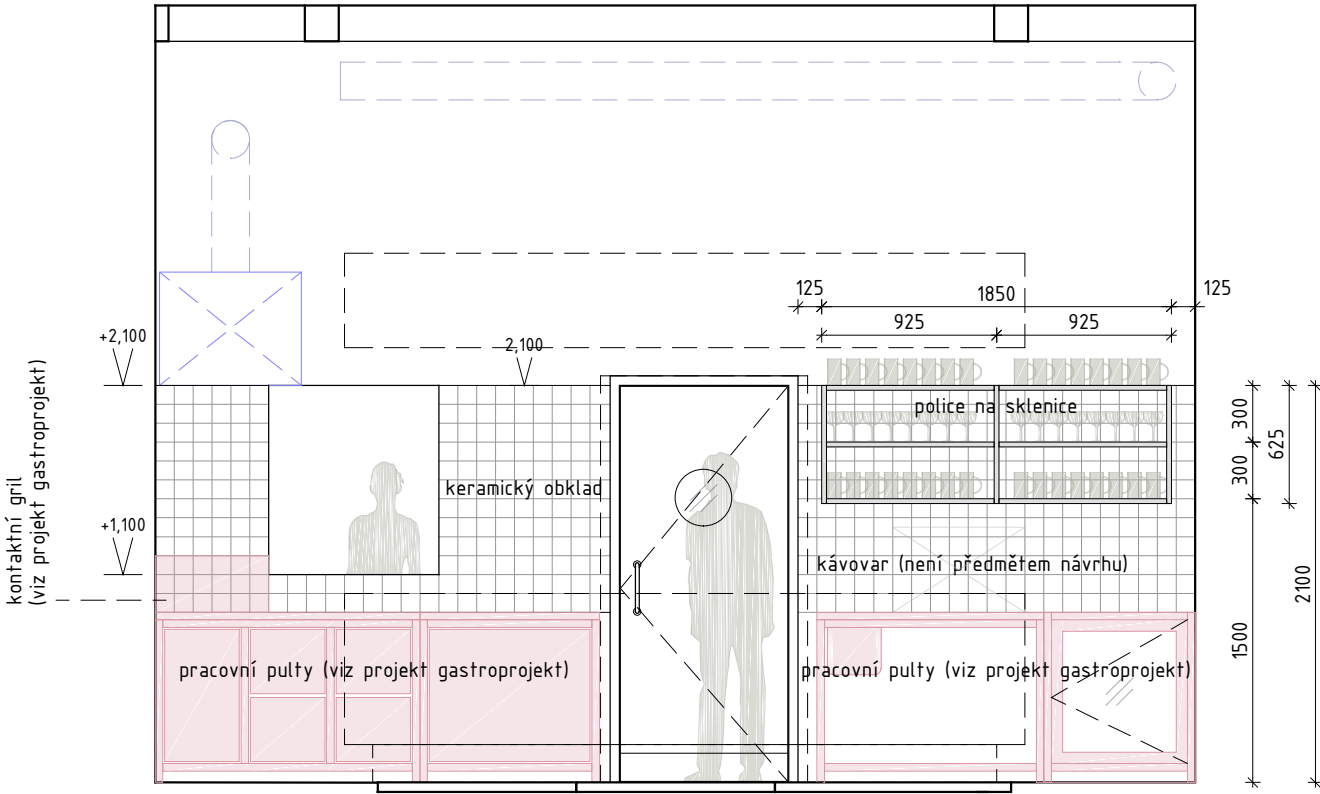 125
1850
125
925
925
+2,100
2,100
police na sklenice
300
300
625
kontaktní gril
(viz projekt gastroprojekt)
keramický obklad
+1,100
kávovar (není předmětem návrhu)
2100
1500
pracovní pulty (viz projekt gastroprojekt)
pracovní pulty (viz projekt gastroprojekt)